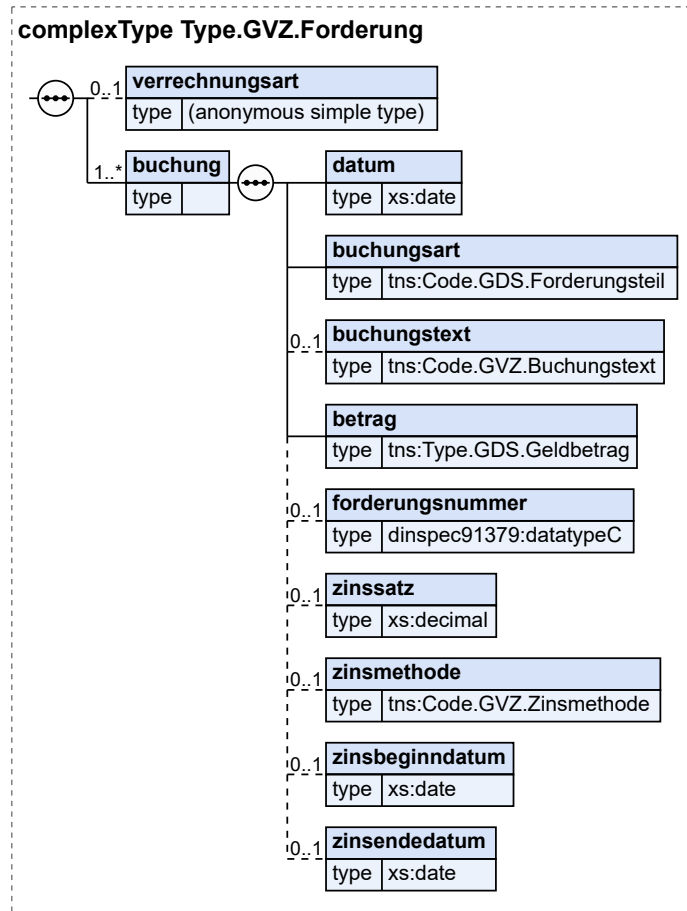 complexType Type.GVZ.Forderung
0..1
verrechnungsart
type (anonymous simple type)
1..*
buchung
type
datum
type xs:date
buchungsart
type tns:Code.GDS.Forderungsteil
0..1
buchungstext
type tns:Code.GVZ.Buchungstext
betrag
type tns:Type.GDS.Geldbetrag
0..1
forderungsnummer
type dinspec91379:datatypeC
0..1
zinssatz
type xs:decimal
0..1
zinsmethode
type tns:Code.GVZ.Zinsmethode
0..1
zinsbeginndatum
type xs:date
0..1
zinsendedatum
type xs:date